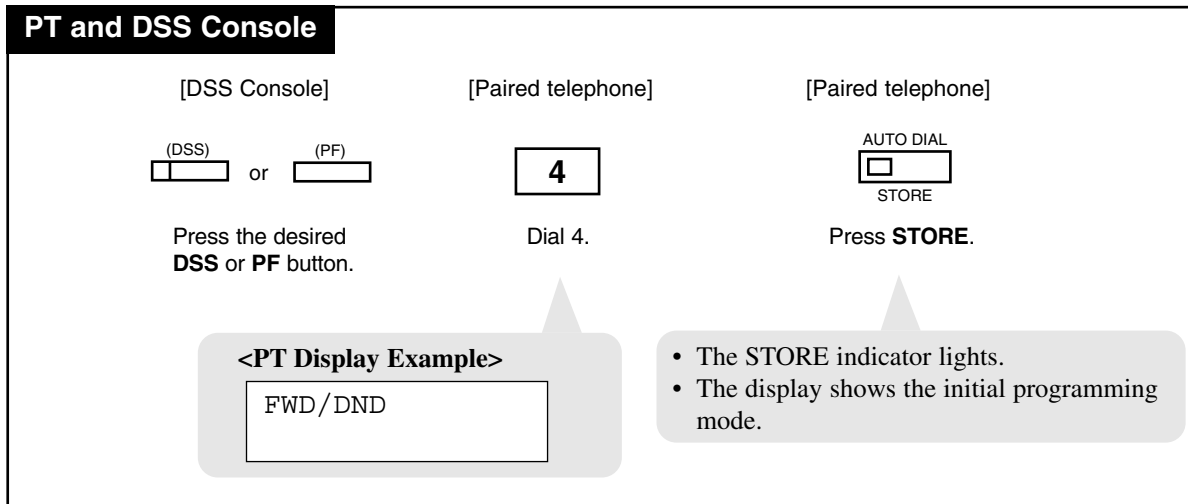 PT and DSS Console
[DSS Console]
[Paired telephone]
[Paired telephone]
(DSS)
or
(PF)
4
AUTO DIAL
STORE
Press the desired
DSS or PF button.
Dial 4.
Press STORE.
<PT Display Example>
FWD/DND
• The STORE indicator lights.
• The display shows the initial programming
mode.